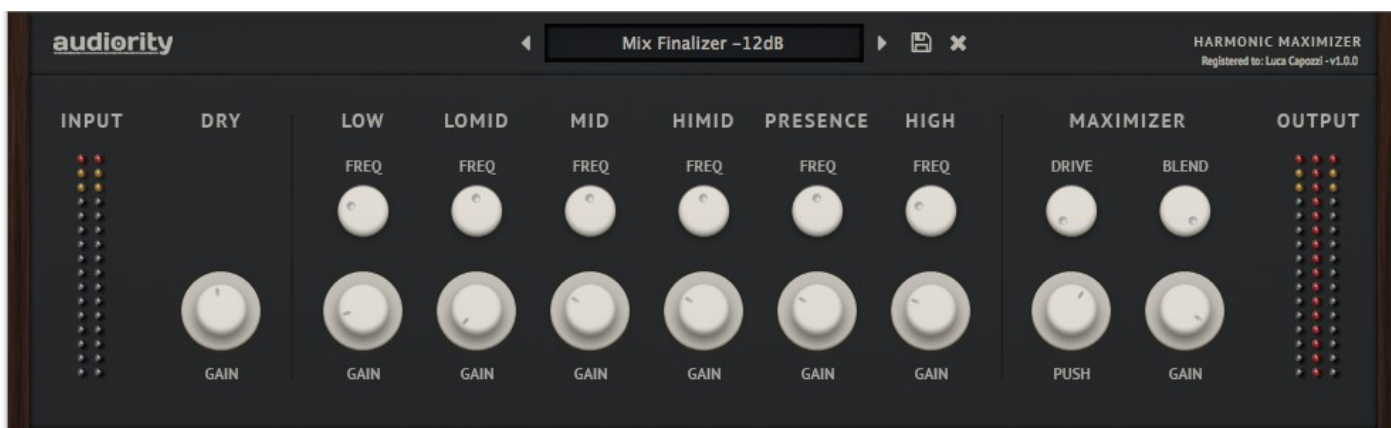 audiority
Mix Finalizer -12dB
HARMONIC MAXIMIZER
Registered to: Luca Capozzi - v1.0.0
INPUT DRY LOW LOMID MID HIMID PRESENCE HIGH MAXIMIZER OUTPUT
FREQ FREQ FREQ FREQ FREQ FREQ DRIVE BLEND
GAIN GAIN GAIN GAIN GAIN GAIN GAIN PUSH GAIN